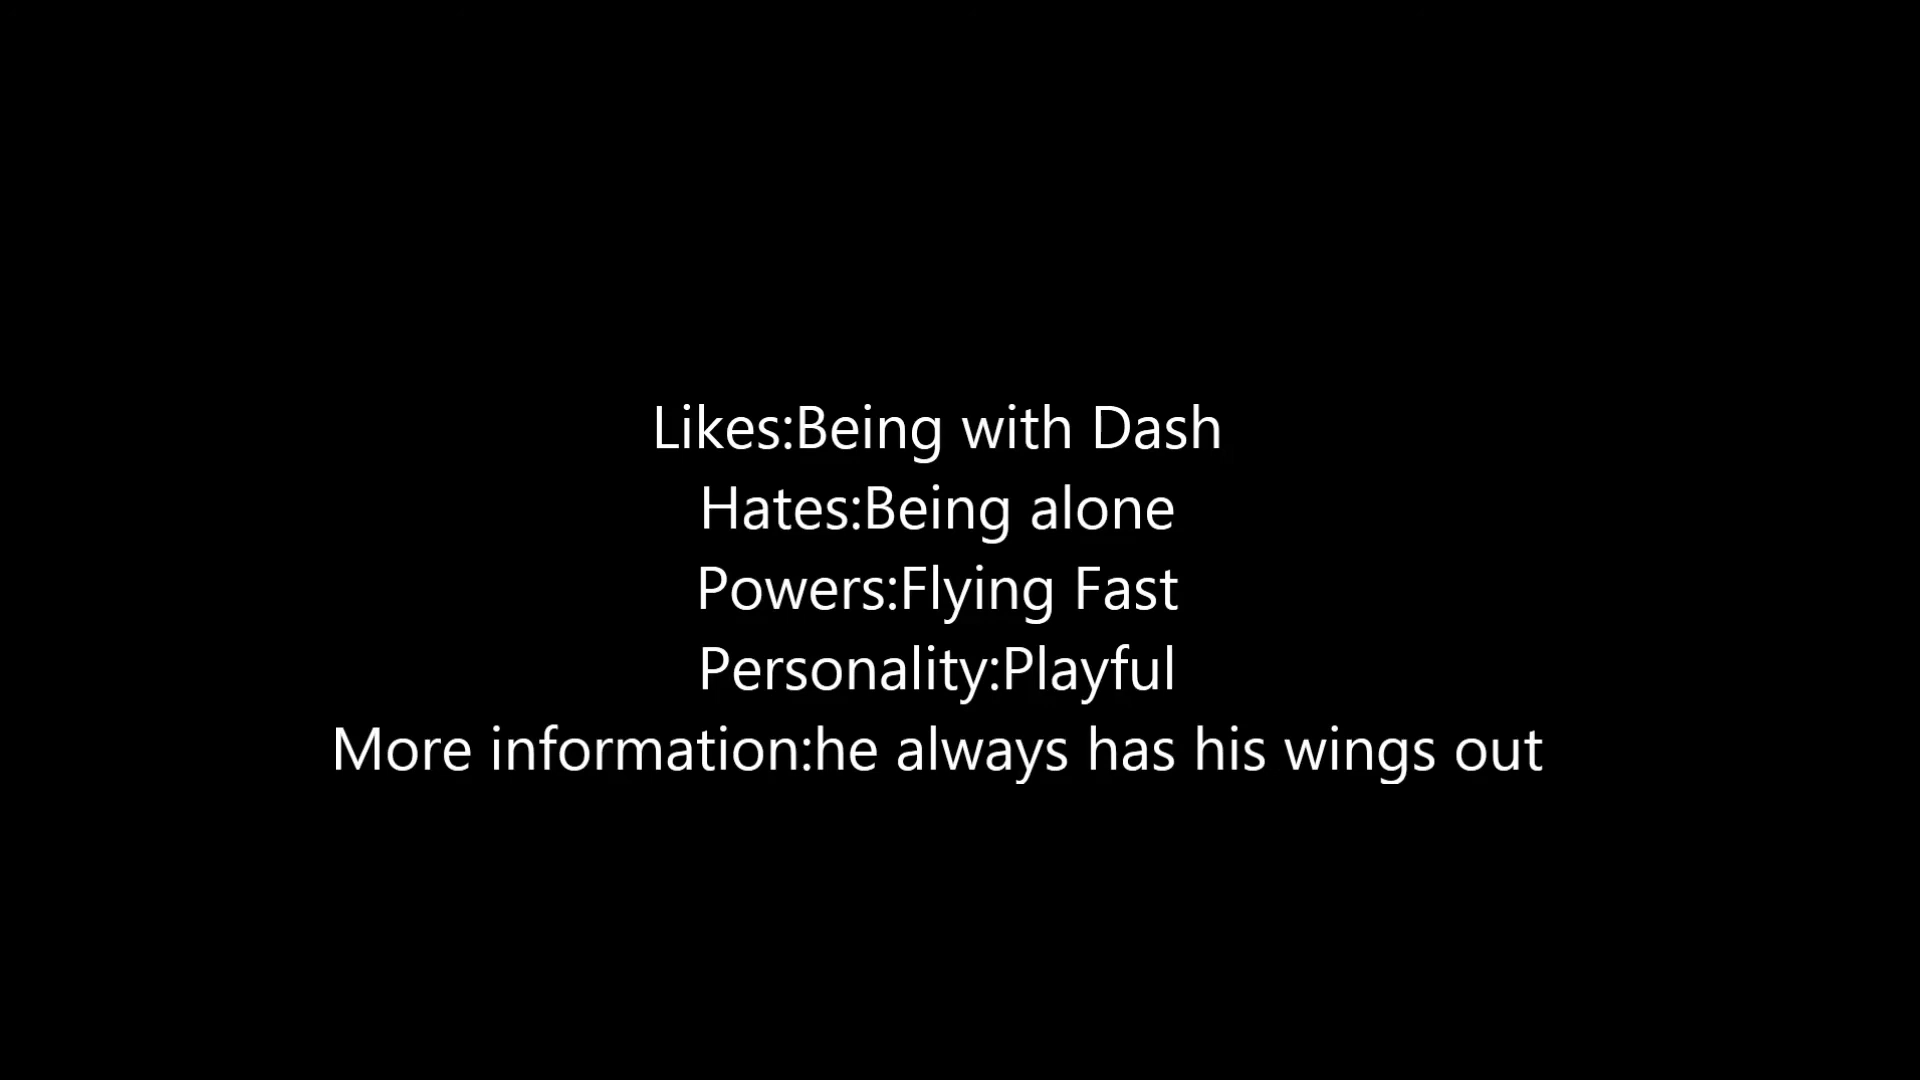 Likes:Being with Dash
Hates:Being alone
Powers:Flying Fast
Personality:Playful
More information:he always has his wings out